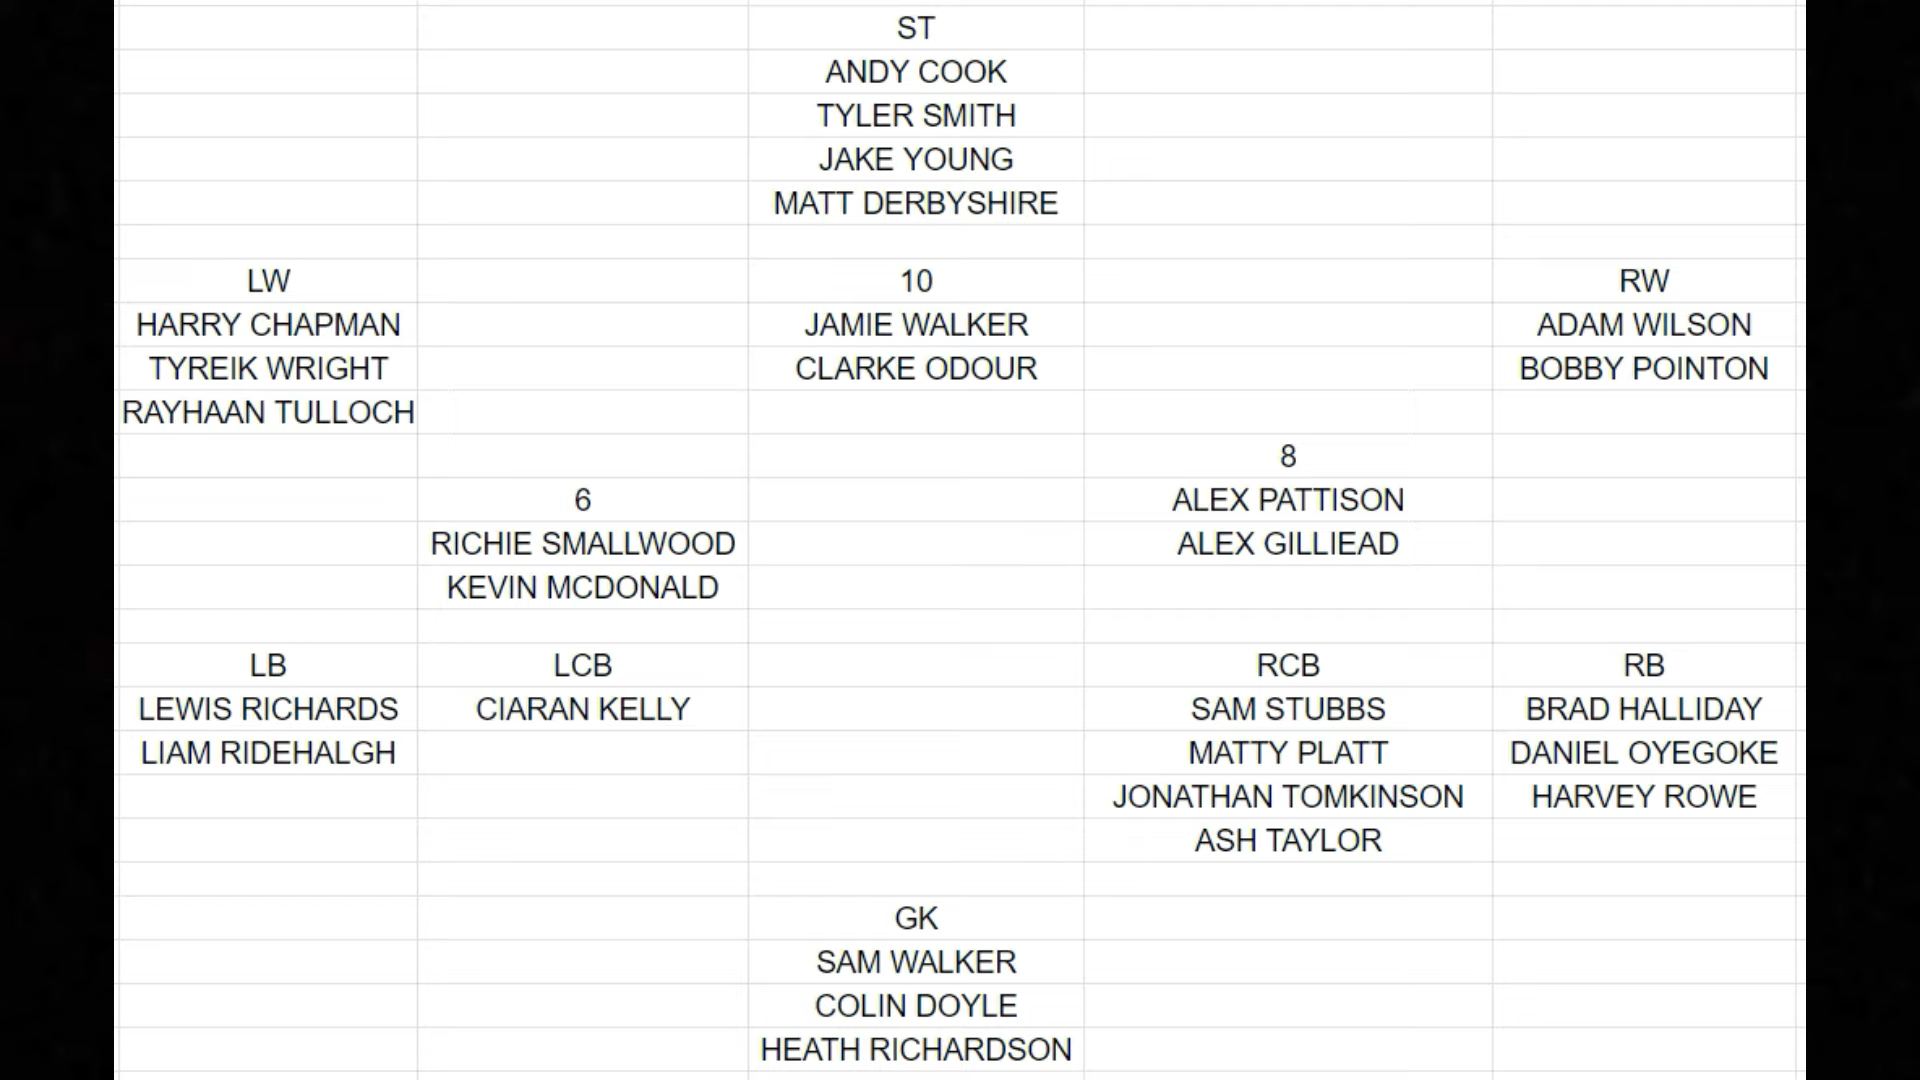 ST
ANDY COOK
TYLER SMITH
JAKE YOUNG
MATT DERBYSHIRE
LW 10 RW
HARRY CHAPMAN JAMIE WALKER ADAM WILSON
TYREIK WRIGHT CLARKE ODOUR BOBBY POINTON
RAYHAAN TULLOCH
8
6 ALEX PATTISON
RICHIE SMALLWOOD ALEX GILLIEAD
KEVIN MCDONALD
LB LCB RCB RB
LEWIS RICHARDS CIARAN KELLY SAM STUBBS BRAD HALLIDAY
LIAM RIDEHALGH MATTY PLATT DANIEL OYEGOKE
JONATHAN TOMKINSON HARVEY ROWE
ASH TAYLOR
GK
SAM WALKER
COLIN DOYLE
HEATH RICHARDSON